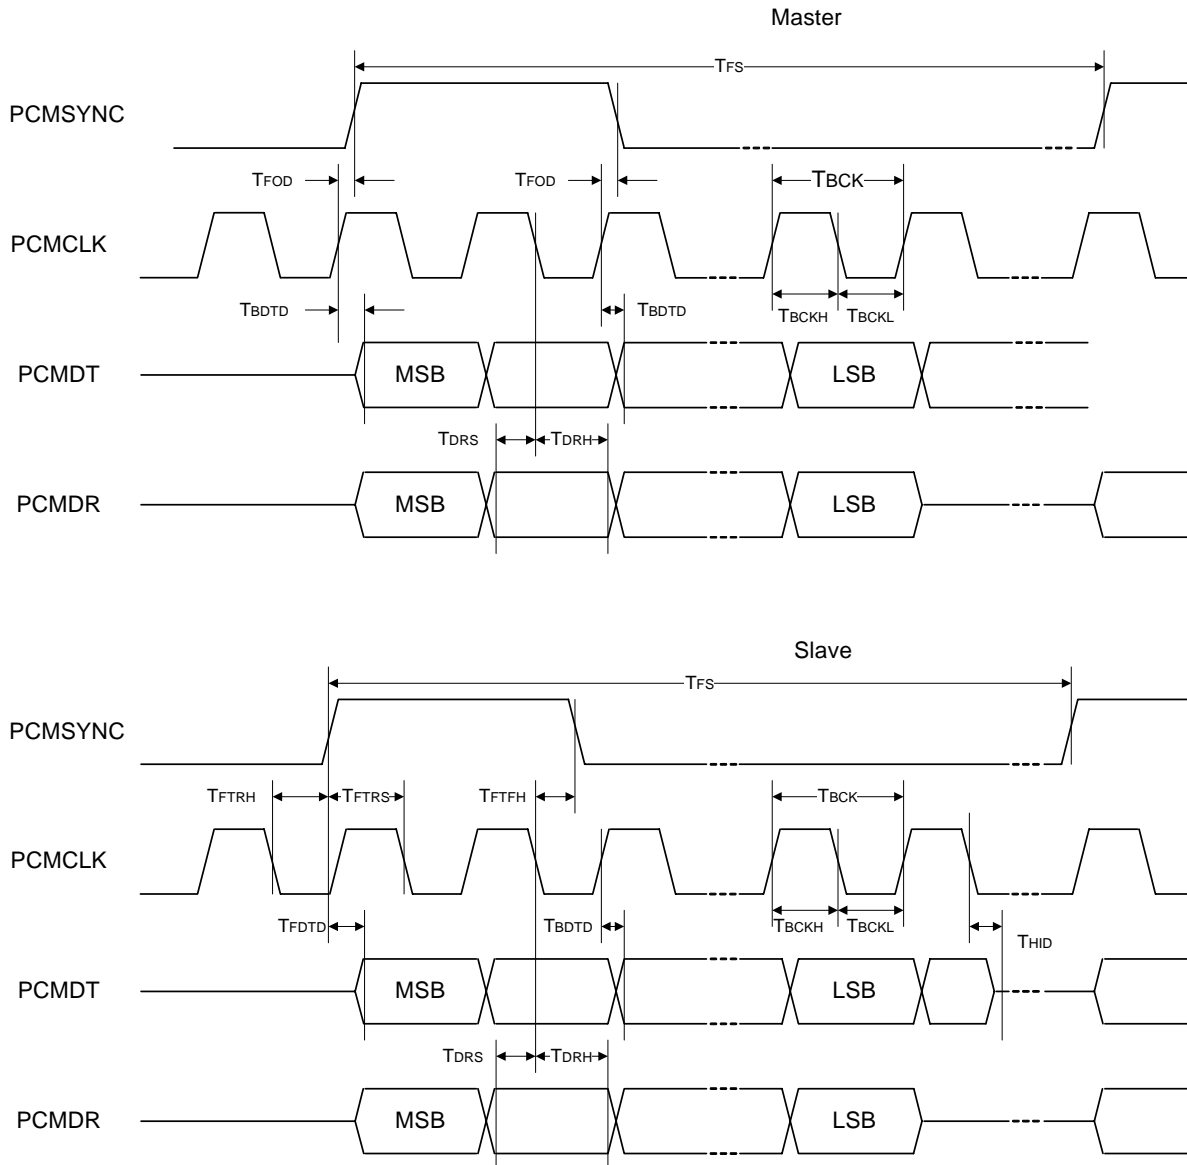 Master
TFS
PCMSYNC
TFOD TFOD TBCK
PCMCLK
TBDTD TBDTD TBCKH TBCKL
PCMDT MSB LSB
TDRS TDRH
PCMDR MSB LSB
Slave
TFS
PCMSYNC
TFTRH TFTRS TFTFH TBCK
PCMCLK
TFDTD TBDTD TBCKH TBCKL THID
PCMDT MSB LSB
TDRS TDRH
PCMDR MSB LSB